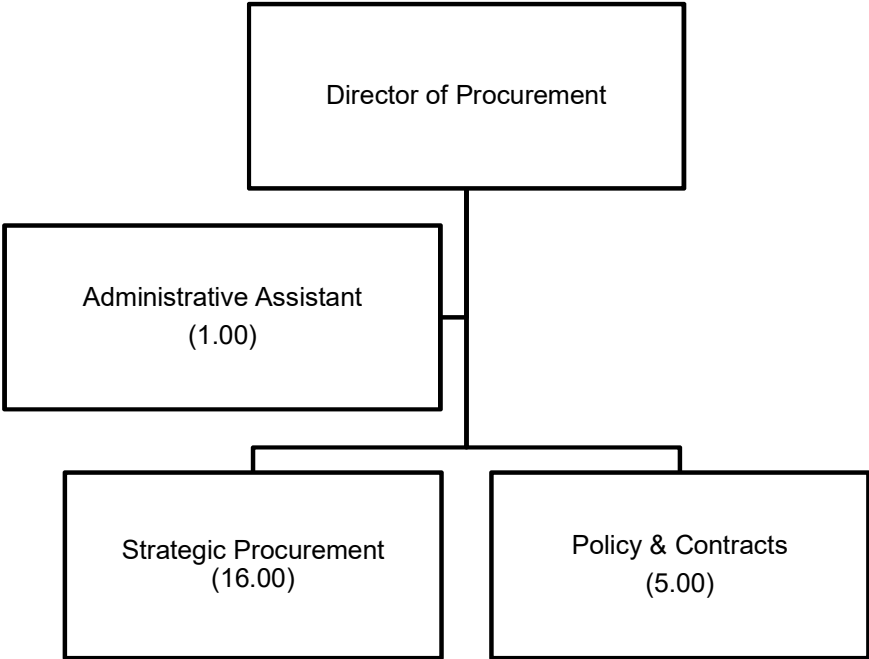 Director of Procurement
Administrative Assistant
(1.00)
Strategic Procurement
(16.00)
Policy & Contracts
(5.00)